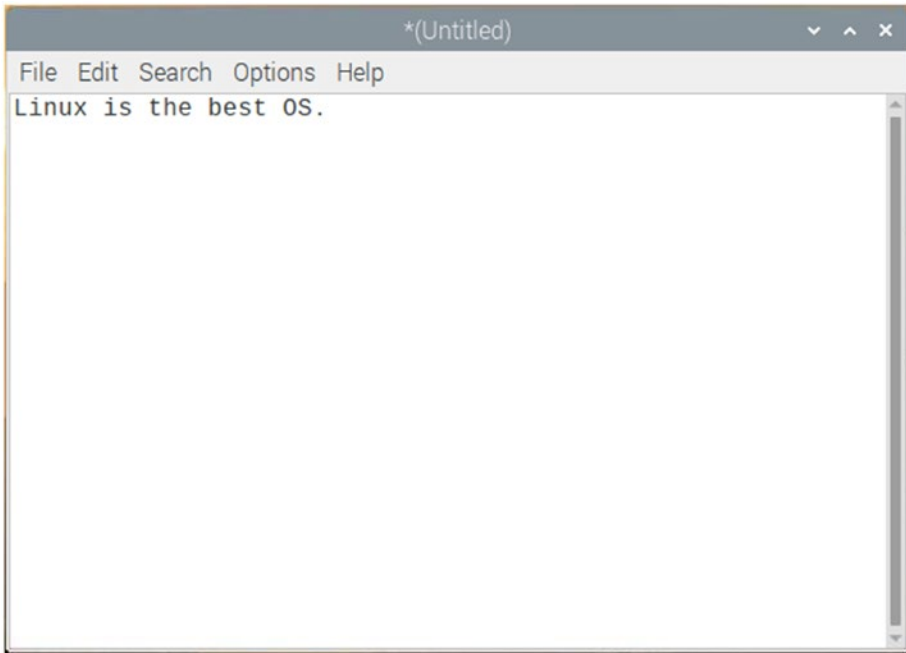 *(Untitled)
File Edit Search Options Help
Linux is the best OS.